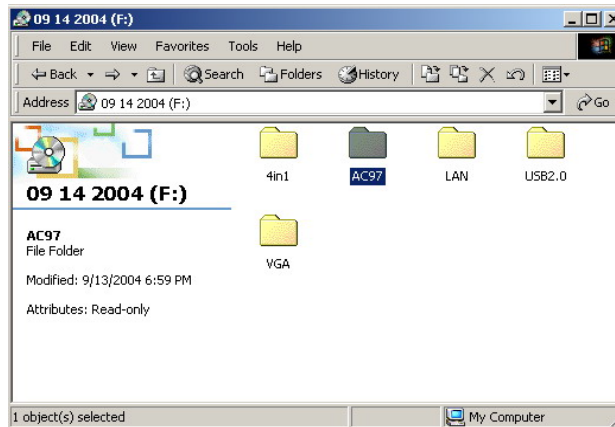 09 14 2004 (F:)
File Edit View Favorites Tools Help
Back Search Folders History
Address 09 14 2004 (F:) Go
09 14 2004 (F:)
AC97
File Folder
Modified: 9/13/2004 6:59 PM
Attributes: Read-only
4in1 AC97 LAN USB2.0
VGA
1 object(s) selected My Computer